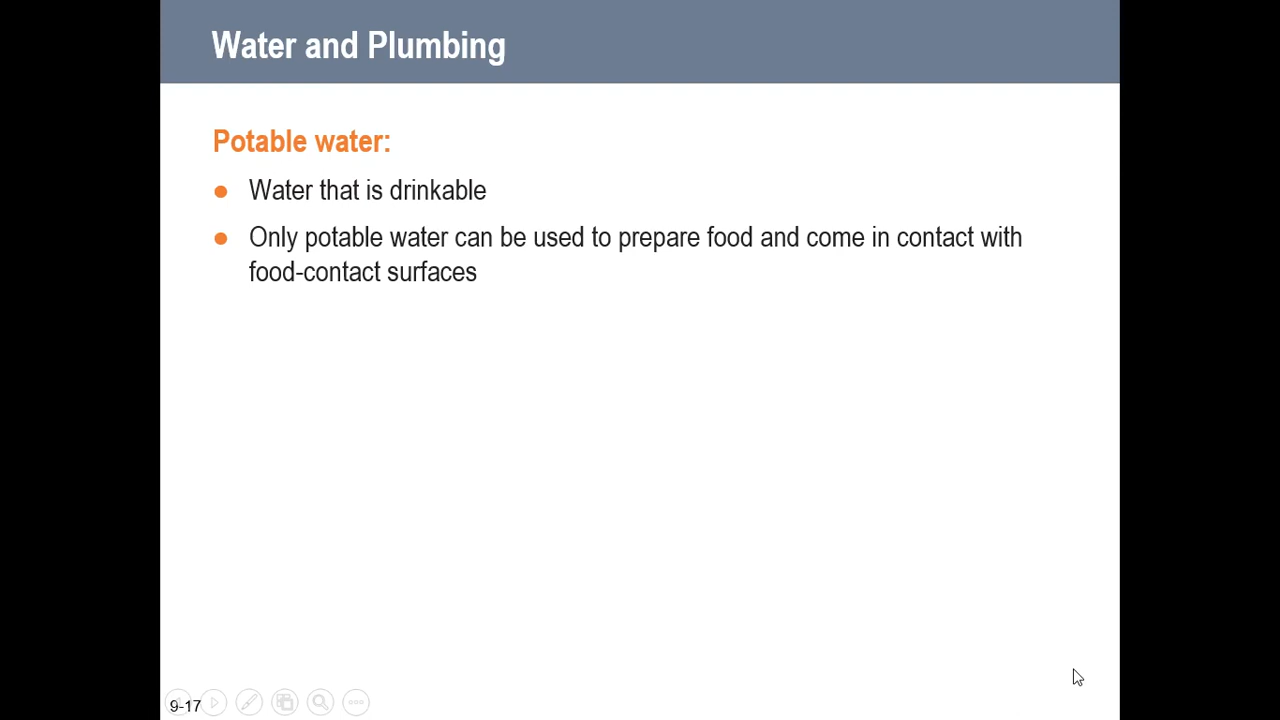 Water and Plumbing
Potable water:
● Water that is drinkable
● Only potable water can be used to prepare food and come in contact with
food-contact surfaces
9-17